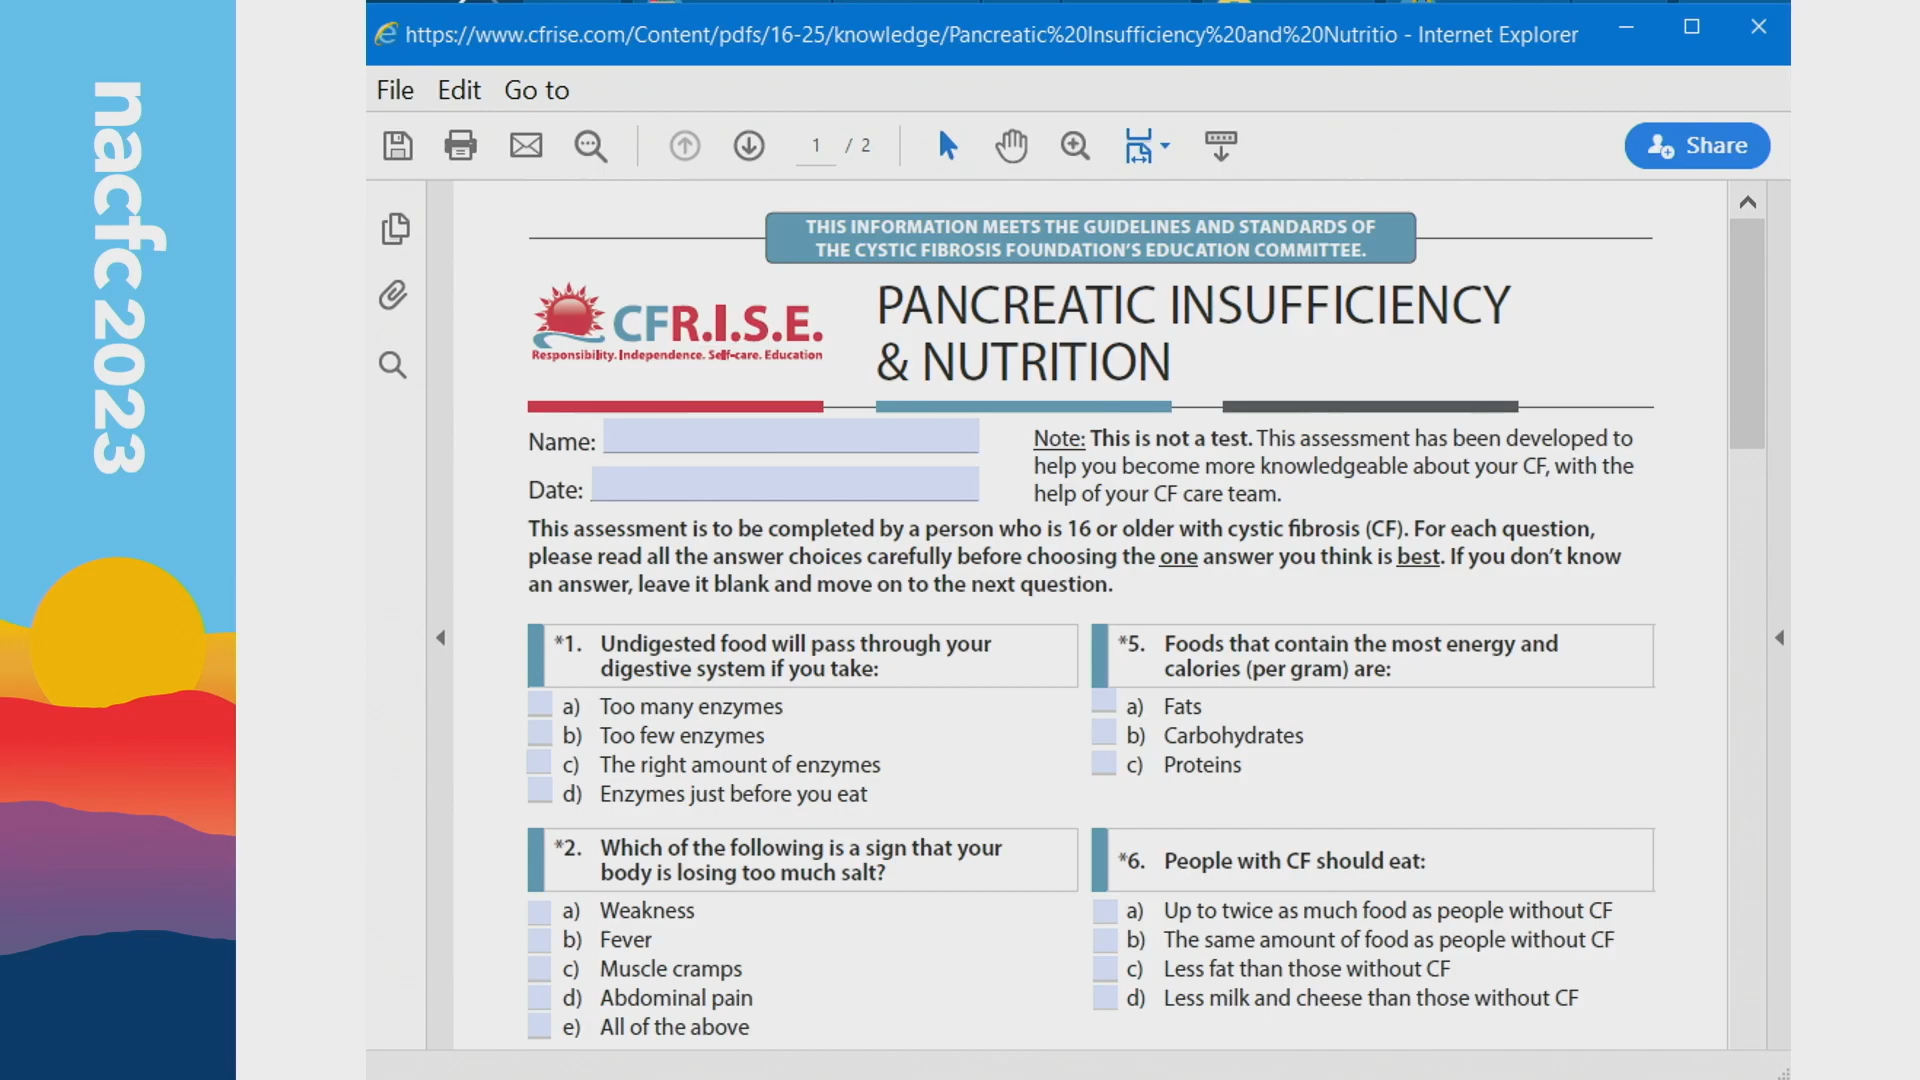 nacfc 2023
https://www.cfrise.com/Content/pdfs/16-25/knowledge/Pancreatic%20Insufficiency%20and%20Nutritio - Internet Explorer
File Edit Go to
1 / 2
Share
THIS INFORMATION MEETS THE GUIDELINES AND STANDARDS OF
THE CYSTIC FIBROSIS FOUNDATION'S EDUCATION COMMITTEE.
CFR.I.S.E.
Responsibility. Independence. Self-care. Education
PANCREATIC INSUFFICIENCY
& NUTRITION
Name:
Date:
Note: This is not a test. This assessment has been developed to
help you become more knowledgeable about your CF, with the
help of your CF care team.
This assessment is to be completed by a person who is 16 or older with cystic fibrosis (CF). For each question,
please read all the answer choices carefully before choosing the one answer you think is best. If you don't know
an answer, leave it blank and move on to the next question.
*1. Undigested food will pass through your
digestive system if you take:
a) Too many enzymes
b) Too few enzymes
c) The right amount of enzymes
d) Enzymes just before you eat
*2. Which of the following is a sign that your
body is losing too much salt?
a) Weakness
b) Fever
c) Muscle cramps
d) Abdominal pain
e) All of the above
*5. Foods that contain the most energy and
calories (per gram) are:
a) Fats
b) Carbohydrates
c) Proteins
*6. People with CF should eat:
a) Up to twice as much food as people without CF
b) The same amount of food as people without CF
c) Less fat than those without CF
d) Less milk and cheese than those without CF